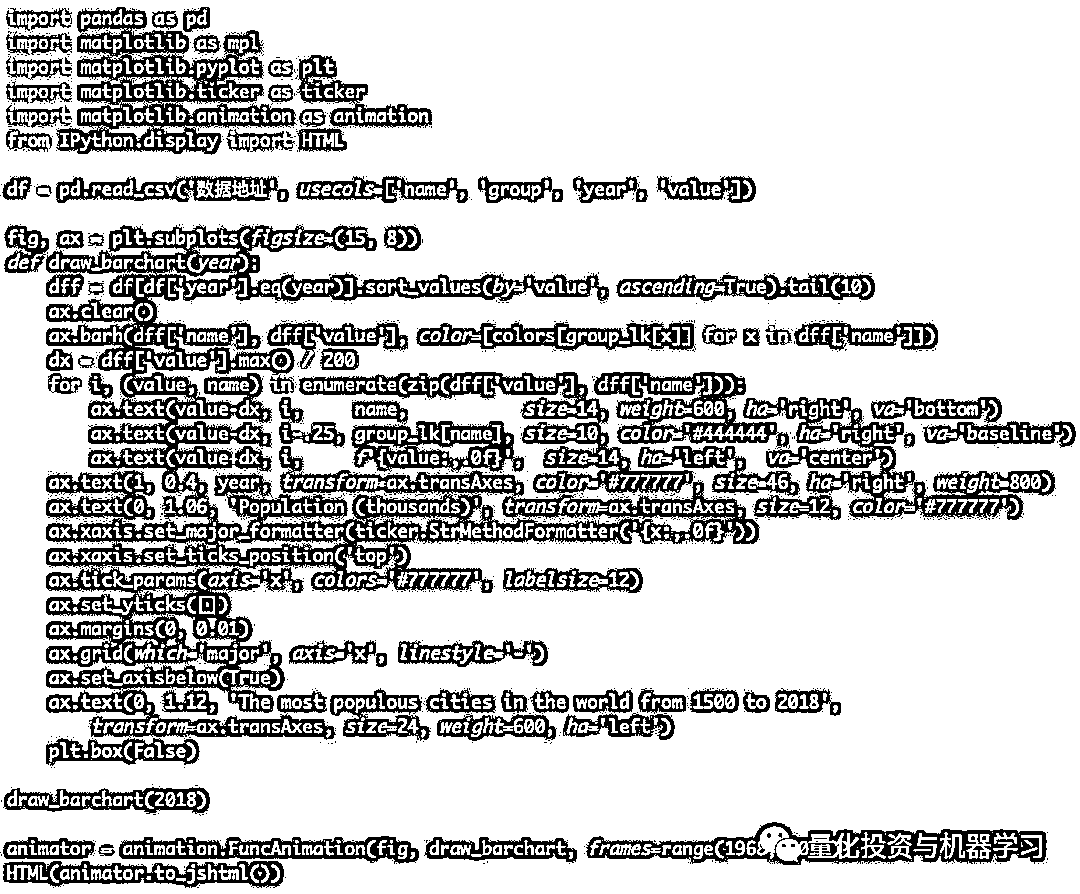 import pandas as pd
import matplotlib as mpl
import matplotlib.pyplot as plt
import matplotlib.ticker as ticker
import matplotlib.animation as animation
from IPython.display import HTML
df = pd.read_csv('数据地址', usecols=['name', 'group', 'year', 'value'])
fig, ax = plt.subplots(figsize=(15, 8))
def draw_barchart(year):
    dff = df[df['year'].eq(year)].sort_values(by='value', ascending=True).tail(10)
    ax.clear()
    ax.barh(dff['name'], dff['value'], color=[colors[group_lk[x]] for x in dff['name']])
    dx = dff['value'].max() / 200
    for i, (value, name) in enumerate(zip(dff['value'], dff['name'])):
        ax.text(value-dx, i,     name,           size=14, weight=600, ha='right', va='bottom')
        ax.text(value-dx, i-.25, group_lk[name], size=10, color='#444444', ha='right', va='baseline')
        ax.text(value dx, i,     f'{value:,.0f}',  size=14, ha='left',  va='center')
    ax.text(1, 0.4, year, transform=ax.transAxes, color='#777777', size=46, ha='right', weight=800)
    ax.text(0, 1.06, 'Population (thousands)', transform=ax.transAxes, size=12, color='#777777')
    ax.xaxis.set_major_formatter(ticker.StrMethodFormatter('{x:,.0f}'))
    ax.xaxis.set_ticks_position('top')
    ax.tick_params(axis='x', colors='#777777', labelsize=12)
    ax.set_yticks([])
    ax.margins(0, 0.01)
    ax.grid(which='major', axis='x', linestyle='-')
    ax.set_axisbelow(True)
    ax.text(0, 1.12, 'The most populous cities in the world from 1500 to 2018',
        transform=ax.transAxes, size=24, weight=600, ha='left')
    plt.box(False)
draw_barchart(2018)
animator = animation.FuncAnimation(fig, draw_barchart, frames=range(196
量化投资与机器学习
HTML(animator.to_jshtml())